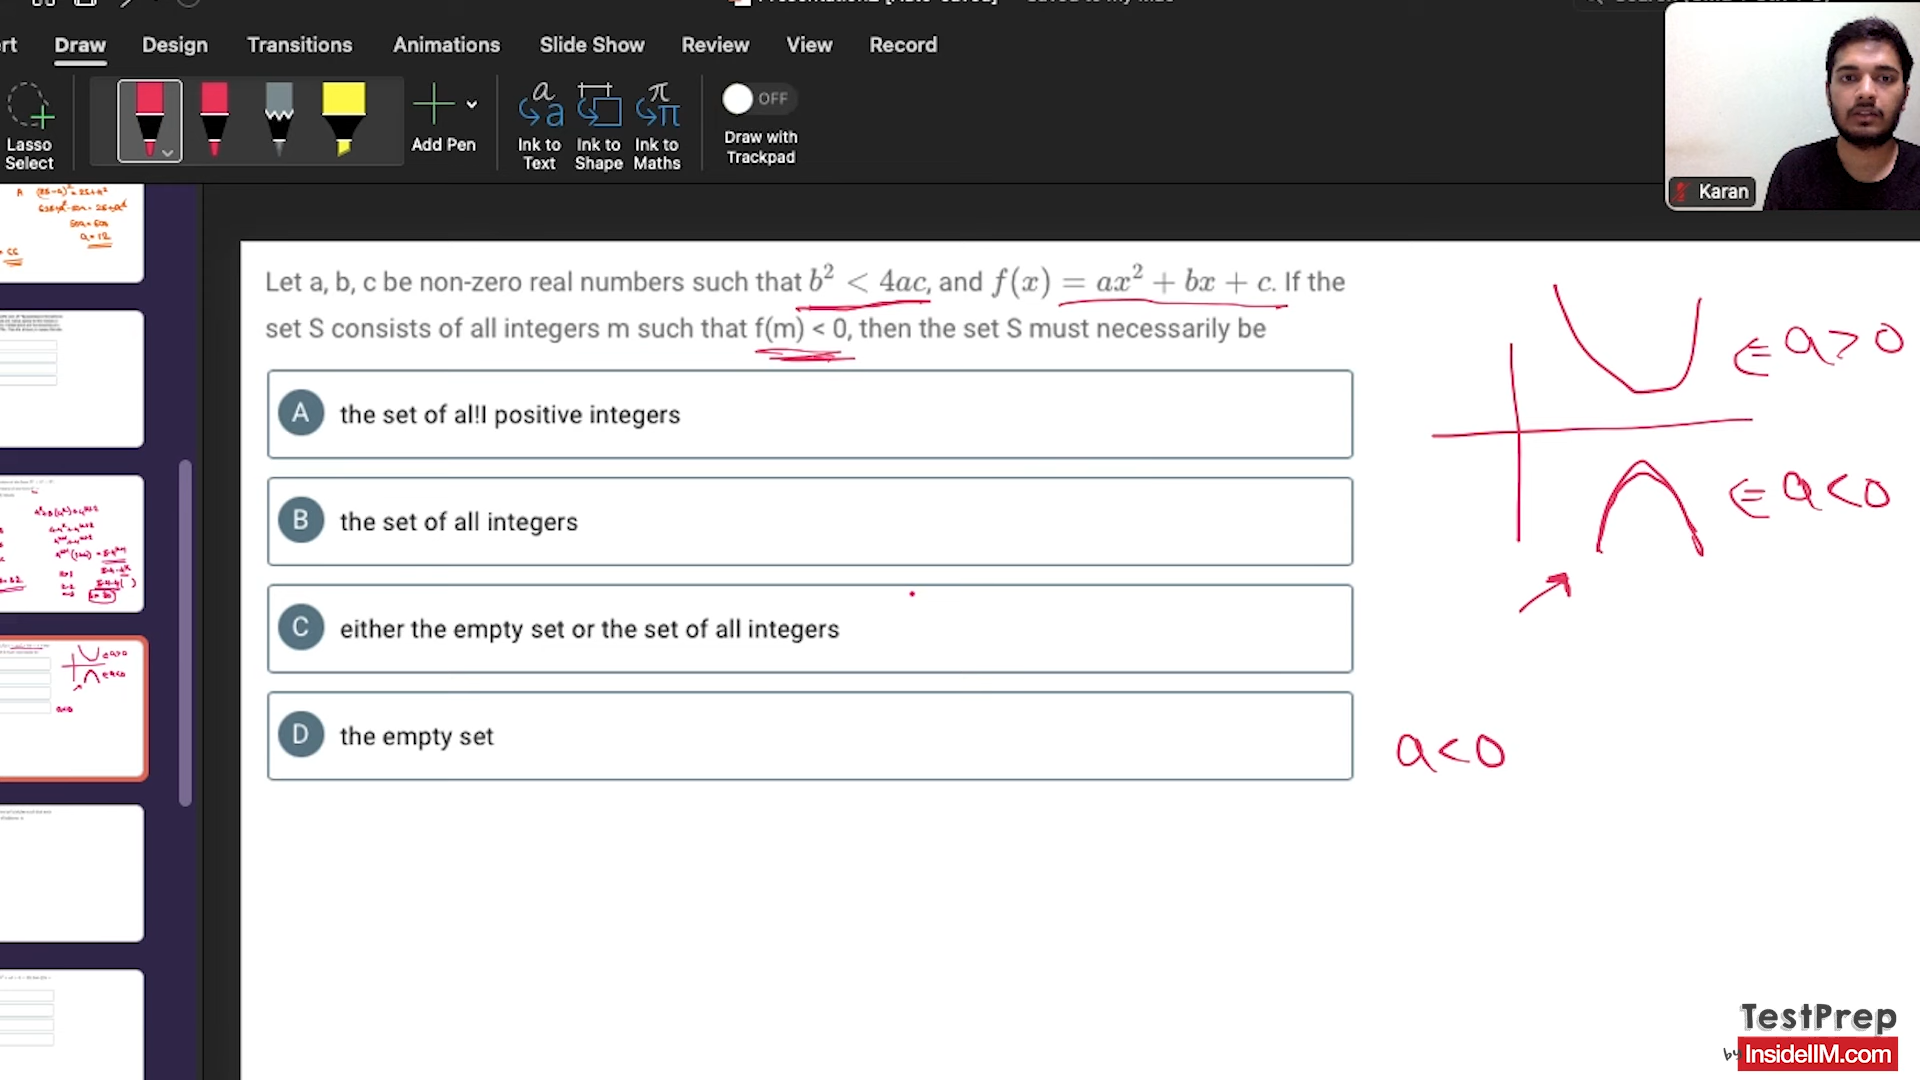 Draw Design Transitions Animations Slide Show Review View Record
OFF
Lasso Select
Add Pen
Ink to Text
Ink to Shape
Ink to Maths
Draw with Trackpad
Karan
Let a, b, c be non-zero real numbers such that b² < 4ac, and f(x) = ax² + bx + c. If the
set S consists of all integers m such that f(m) < 0, then the set S must necessarily be
A the set of al!l positive integers
B the set of all integers
C either the empty set or the set of all integers
D the empty set
⇐ a > 0
⇐ a < 0
a < 0
TestPrep
by InsideIIM.com